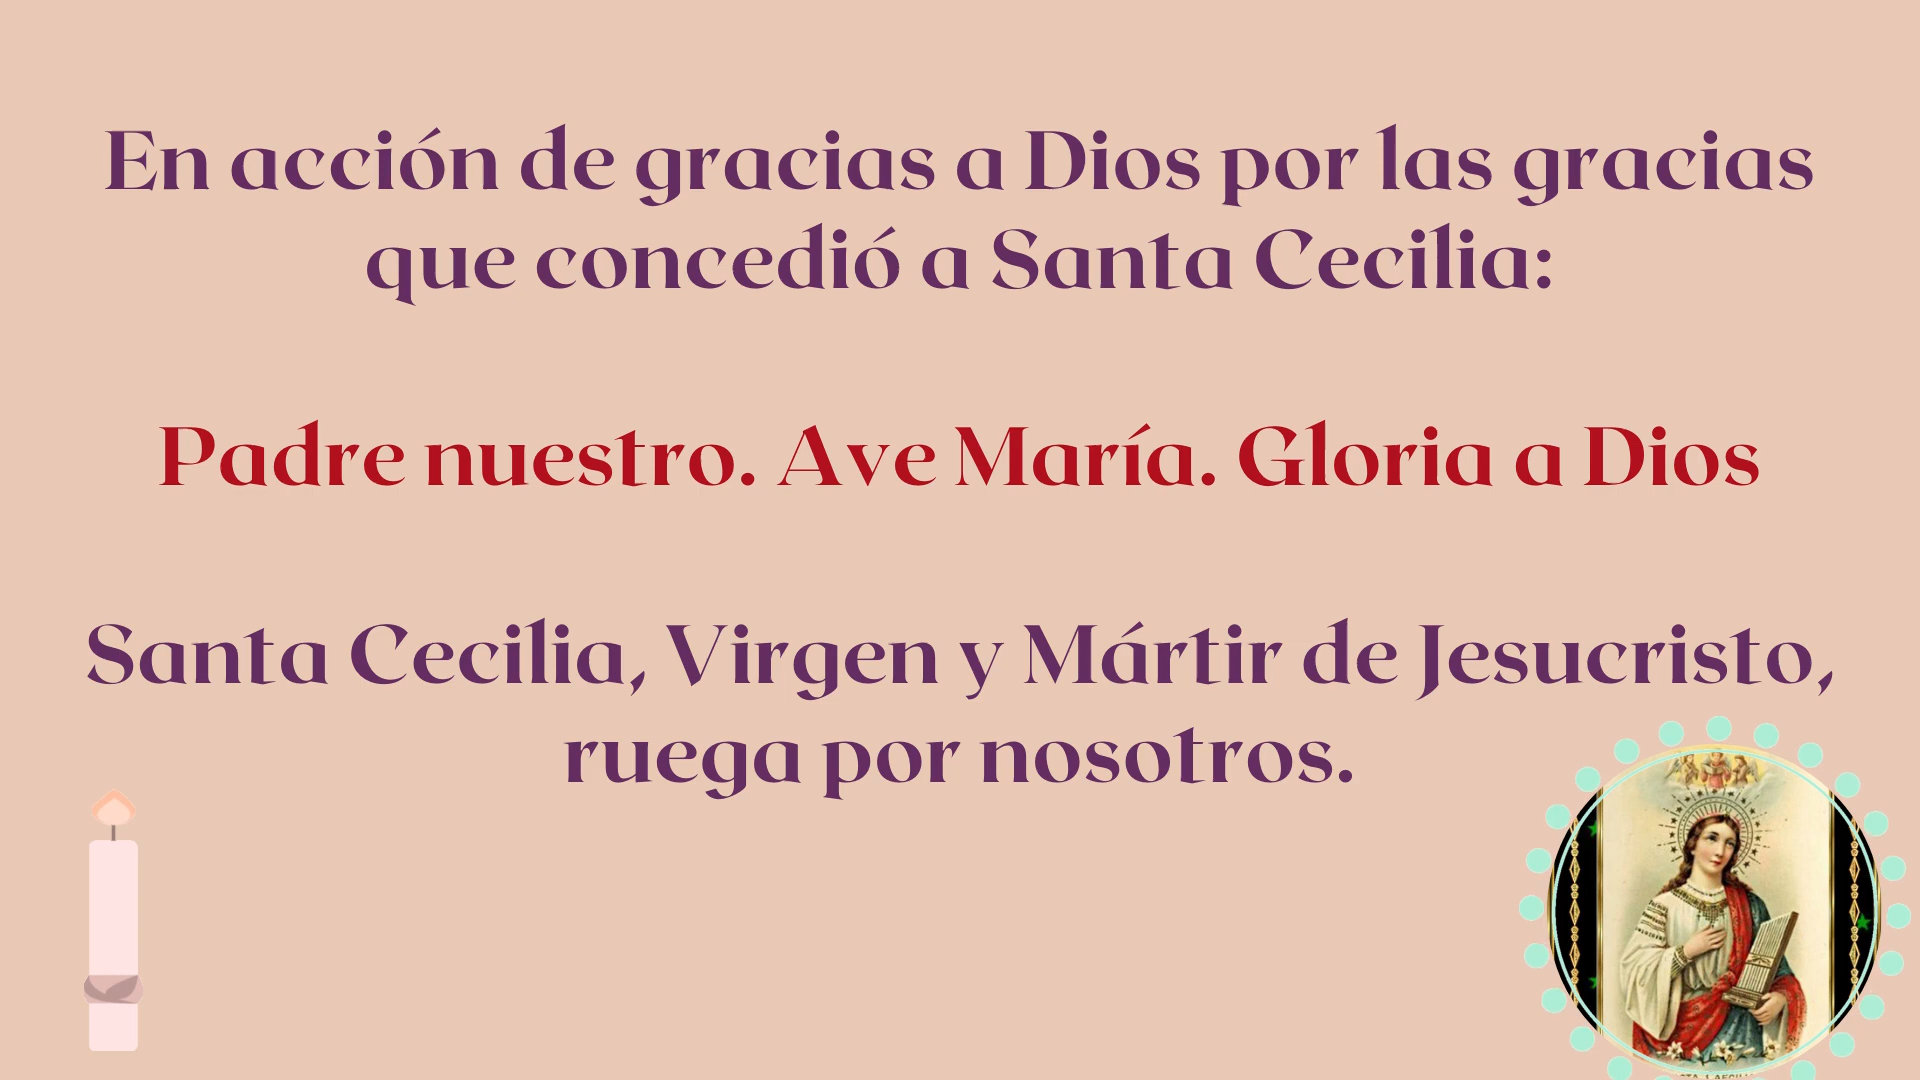 En acción de gracias a Dios por las gracias
que concedió a Santa Cecilia:
Padre nuestro. Ave María. Gloria a Dios
Santa Cecilia, Virgen y Mártir de Jesucristo,
ruega por nosotros.